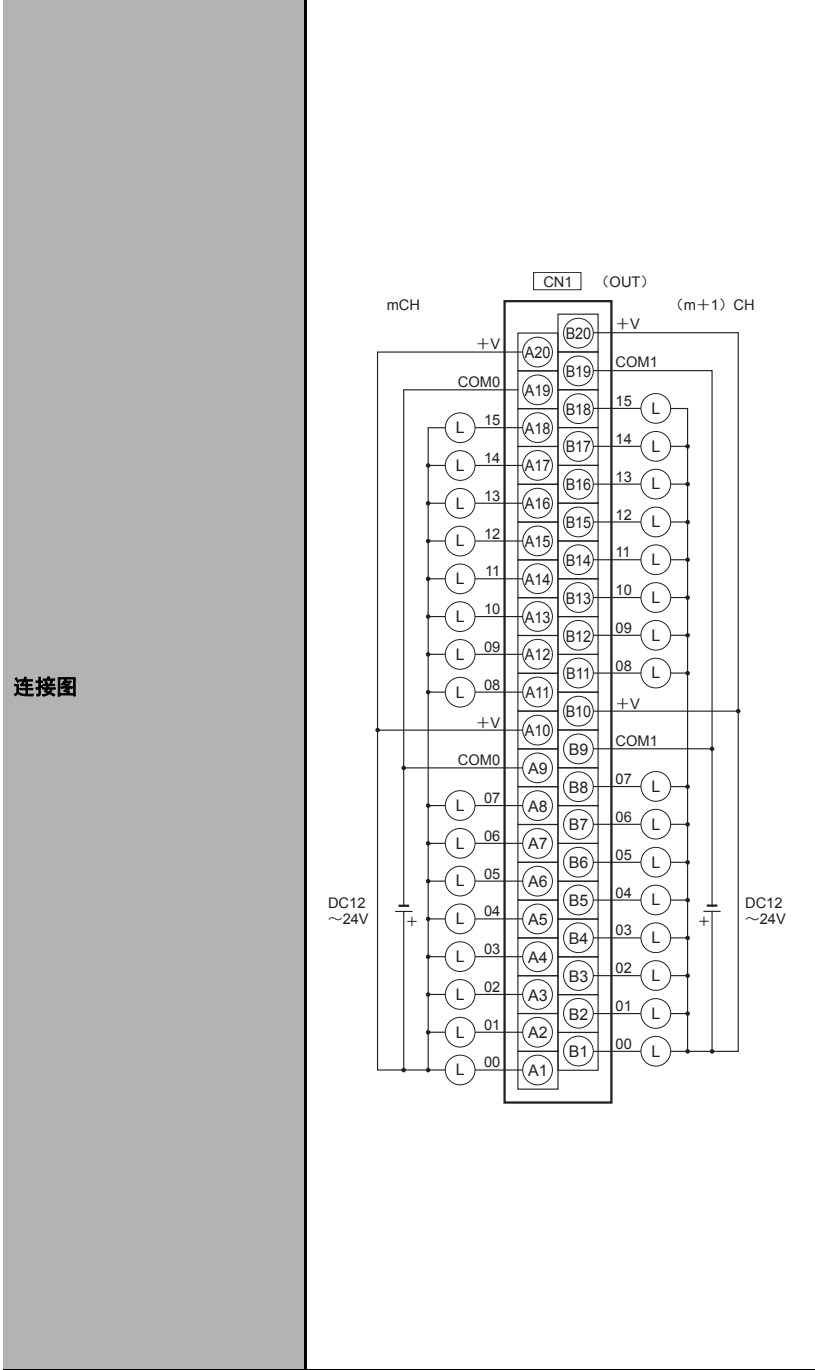 连接图
CN1 （OUT）
mCH （m＋1）CH
B20 ＋V
＋V A20
B19 COM1
COM0 A19
B18 15 L
L 15 A18
B17 14 L
L 14 A17
B16 13 L
L 13 A16
B15 12 L
L 12 A15
B14 11 L
L 11 A14
B13 10 L
L 10 A13
B12 09 L
L 09 A12
B11 08 L
L 08 A11
B10 ＋V
＋V A10
B9 COM1
COM0 A9
B8 07 L
L 07 A8
B7 06 L
L 06 A7
B6 05 L
L 05 A6
B5 04 L
L 04 A5
B4 03 L
L 03 A4
B3 02 L
L 02 A3
B2 01 L
L 01 A2
B1 00 L
L 00 A1
DC12
～24V
+
DC12
～24V
+